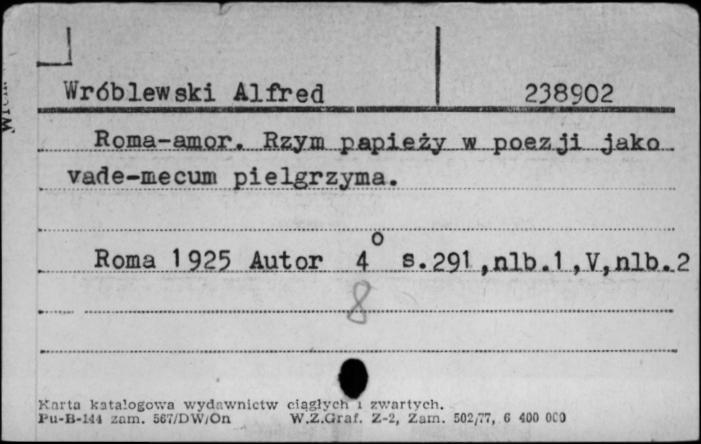 Wróblewski Alfred 238902
Roma-amor. Rzym papieży w poezji jako
vade-mecum pielgrzyma.
Roma 1925 Autor 4° s.291,nlb.1,V,nlb.2
8
Karta katalogowa wydawnictw ciągłych i zwartych.
Pu-B-144 zam. 567/DW/On W.Z.Graf. Z-2, Zam. 502/77, 6 400 000